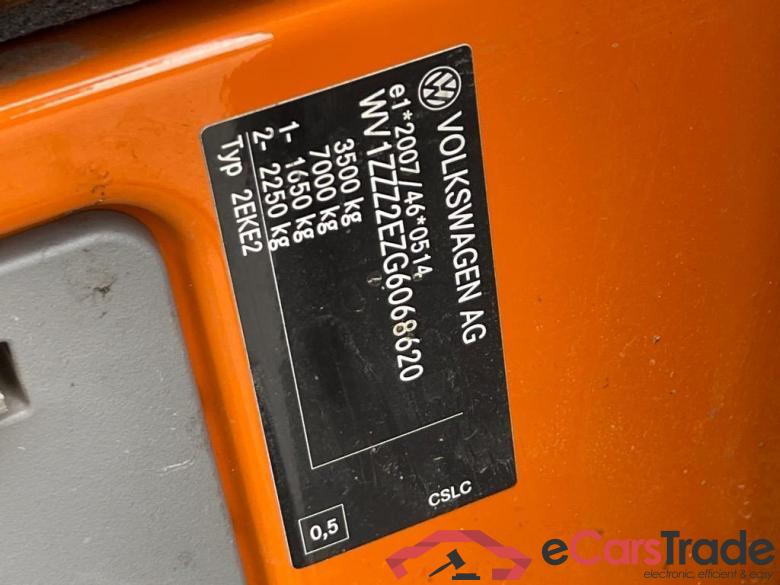 VOLKSWAGEN AG
e1*2007/46*0514
WV1ZZZ2EZG6068620
3500 kg
7000 kg
1- 1650 kg
2- 2250 kg
Typ 2EKE2
CSLC
0,5
eCarsTrade
electronic, efficient & easy